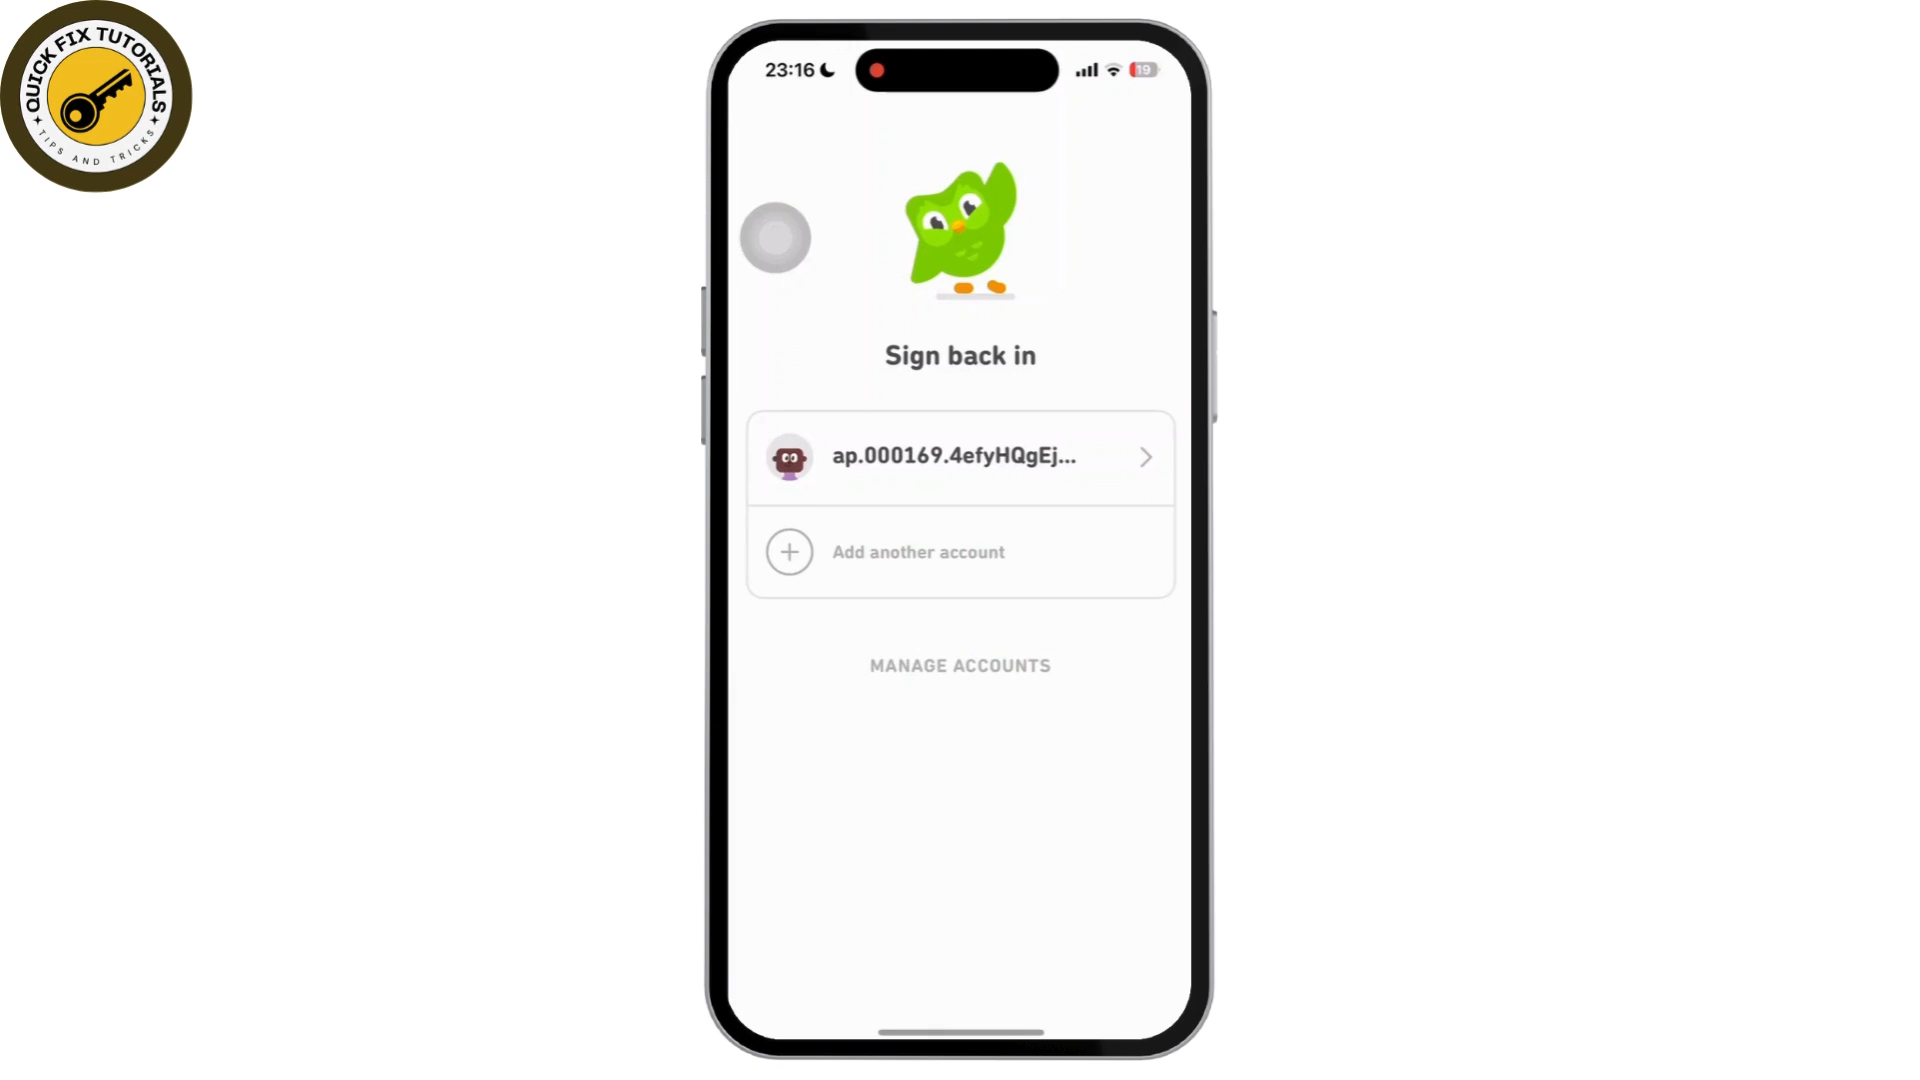 QUICK FIX TUTORIALS
TIPS AND TRICKS
23:16
19
Sign back in
ap.000169.4efyHQgEj...
Add another account
MANAGE ACCOUNTS